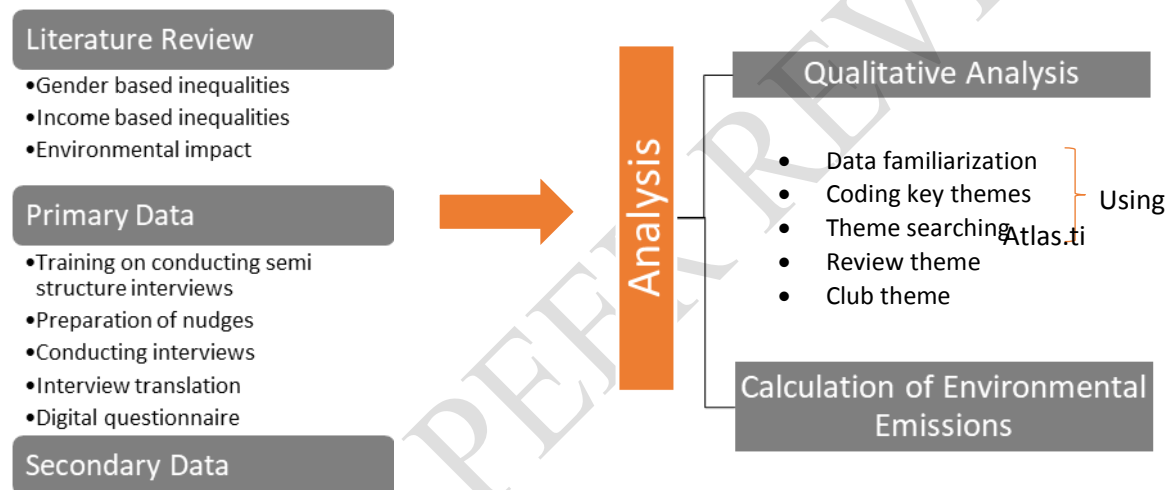 Literature Review
•Gender based inequalities
•Income based inequalities
•Environmental impact
Primary Data
•Training on conducting semi
structure interviews
•Preparation of nudges
•Conducting interviews
•Interview translation
•Digital questionnaire
Secondary Data
Analysis
Qualitative Analysis
• Data familiarization
• Coding key themes
• Theme searching
• Review theme
• Club theme
Using
Atlas.ti
Calculation of Environmental
Emissions
PEER REVI